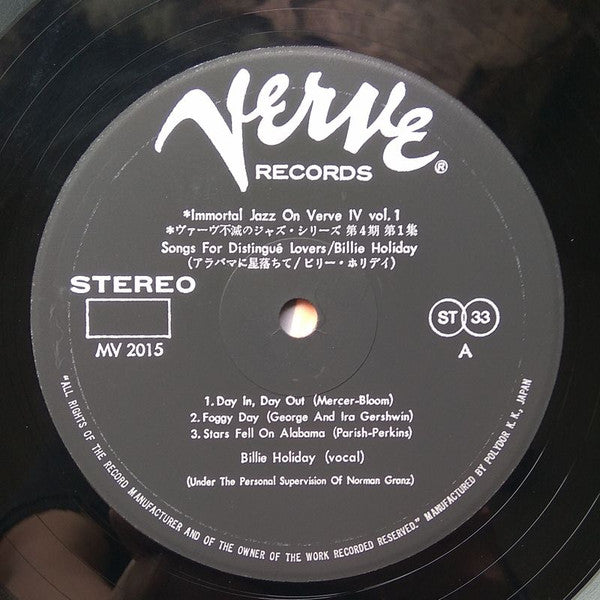 Verve
RECORDS ®
*Immortal Jazz On Verve IV vol.1
*ヴァーヴ不滅のジャズ・シリーズ 第4期 第1集
Songs For Distingué Lovers/Billie Holiday
(アラバマに星落ちて/ビリー・ホリデイ)
STEREO
MV 2015
ST 33
A
1. Day In, Day Out (Mercer-Bloom)
2. Foggy Day (George And Ira Gershwin)
3. Stars Fell On Alabama (Parish-Perkins)
Billie Holiday (vocal)
(Under The Personal Supervision Of Norman Granz)
"ALL RIGHTS OF THE RECORD MANUFACTURER AND OF THE OWNER OF THE WORK RECORDED RESERVED." MANUFACTURED BY POLYDOR K.K., JAPAN